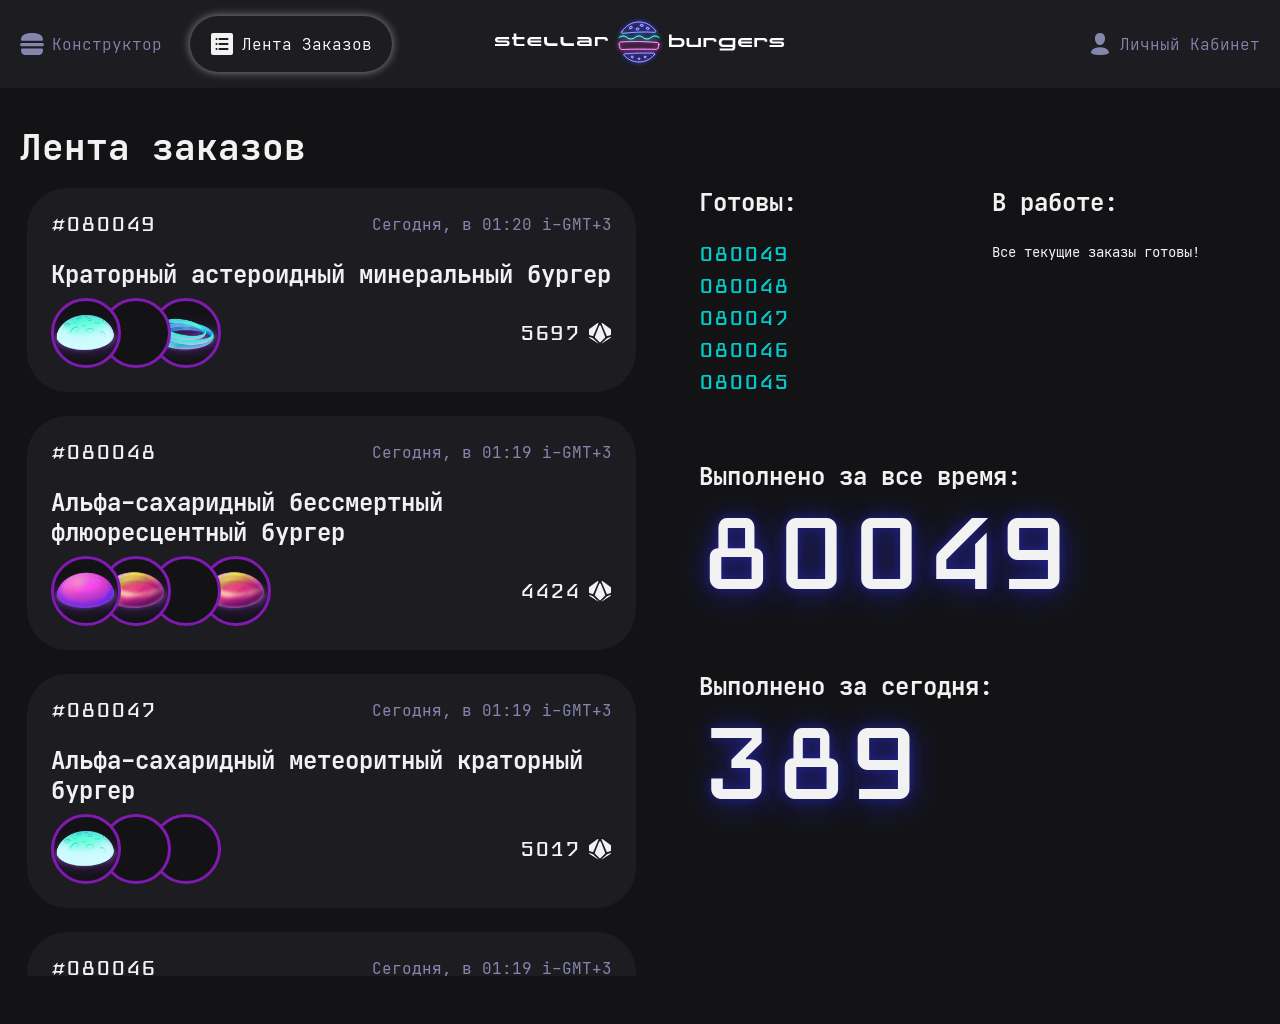 Конструктор
Лента Заказов
stellar burgers
Личный Кабинет
Лента заказов
#080049
Сегодня, в 01:20 i-GMT+3
Краторный астероидный минеральный бургер
5697
#080048
Сегодня, в 01:19 i-GMT+3
Альфа-сахаридный бессмертный
флюоресцентный бургер
4424
#080047
Сегодня, в 01:19 i-GMT+3
Альфа-сахаридный метеоритный краторный
бургер
5017
#080046
Сегодня, в 01:19 i-GMT+3
Готовы:
080049
080048
080047
080046
080045
В работе:
Все текущие заказы готовы!
Выполнено за все время:
80049
Выполнено за сегодня:
389